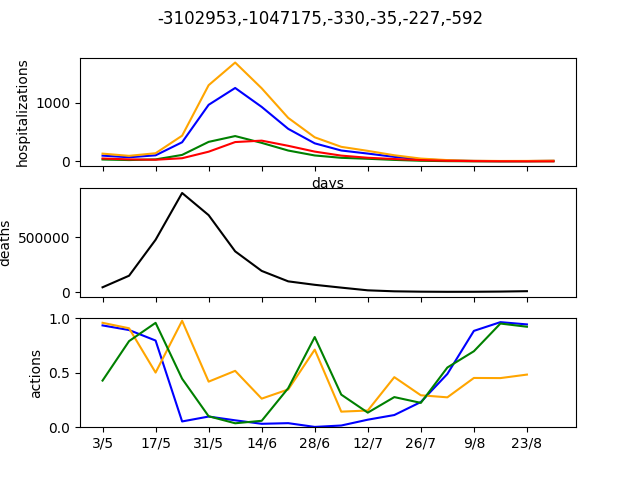 -3102953,-1047175,-330,-35,-227,-592
hospitalizations
1000
0
days
deaths
500000
0
actions
1.0
0.5
0.0
3/5 17/5 31/5 14/6 28/6 12/7 26/7 9/8 23/8